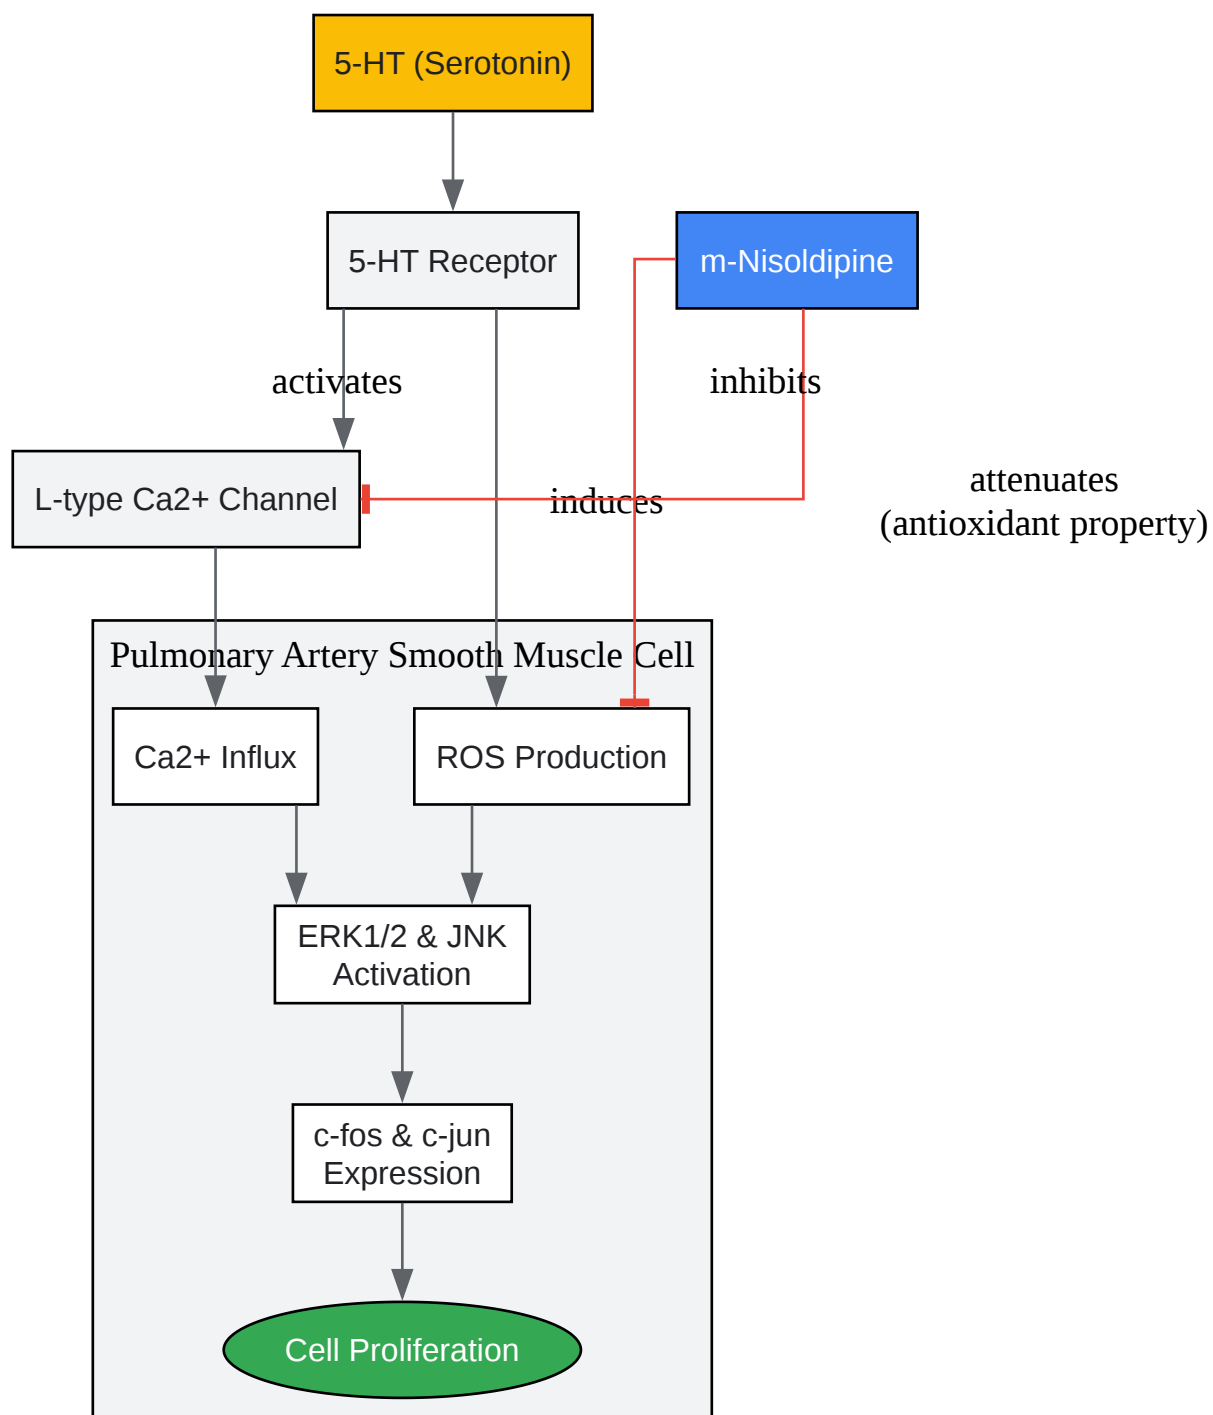 5-HT (Serotonin)
5-HT Receptor
m-Nisoldipine
activates
inhibits
L-type Ca2+ Channel
induces
attenuates
(antioxidant property)
Pulmonary Artery Smooth Muscle Cell
Ca2+ Influx
ROS Production
ERK1/2 & JNK
Activation
c-fos & c-jun
Expression
Cell Proliferation